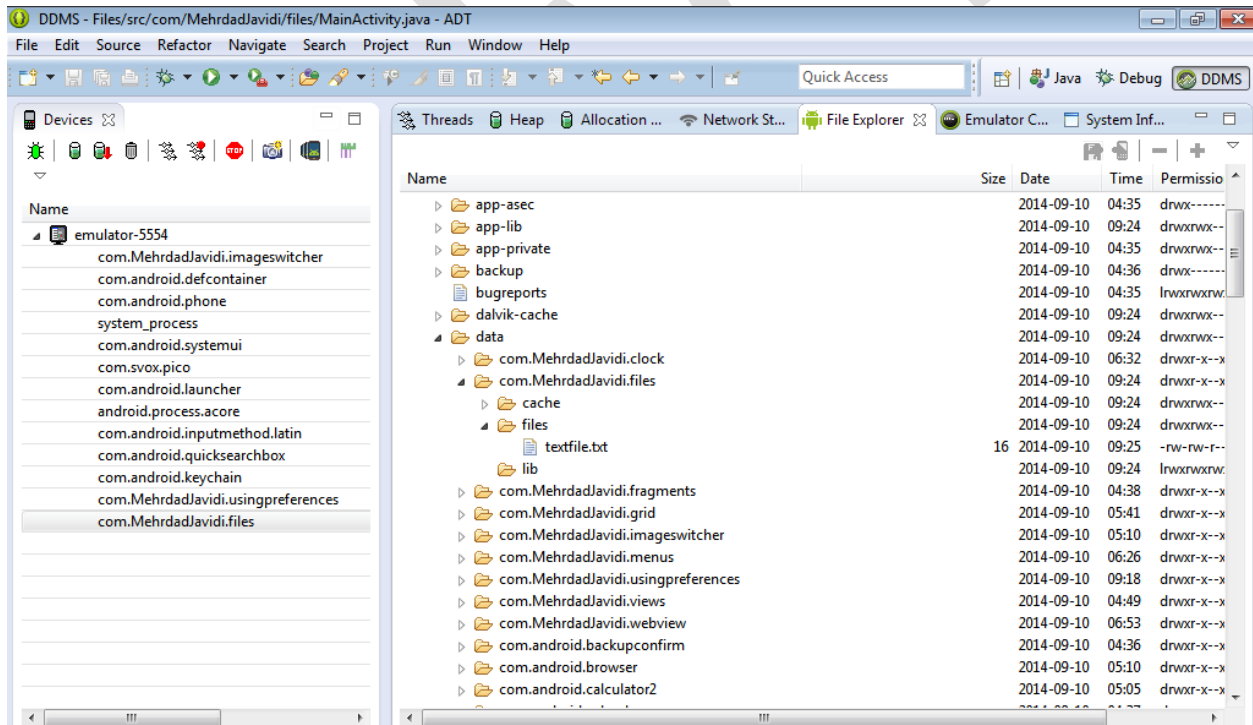 DDMS - Files/src/com/MehrdadJavidi/files/MainActivity.java - ADT
File Edit Source Refactor Navigate Search Project Run Window Help
Quick Access Java Debug DDMS
Devices
Name
emulator-5554
com.MehrdadJavidi.imageswitcher
com.android.defcontainer
com.android.phone
system_process
com.android.systemui
com.svox.pico
com.android.launcher
android.process.acore
com.android.inputmethod.latin
com.android.quicksearchbox
com.android.keychain
com.MehrdadJavidi.usingpreferences
com.MehrdadJavidi.files
Threads Heap Allocation ... Network St... File Explorer Emulator C... System Inf...
Name Size Date Time Permissio
app-asec 2014-09-10 04:35 drwx------
app-lib 2014-09-10 09:24 drwxrwx--
app-private 2014-09-10 04:35 drwxrwx--
backup 2014-09-10 04:36 drwx------
bugreports 2014-09-10 04:35 lrwxrwxrw
dalvik-cache 2014-09-10 09:24 drwxrwx--
data 2014-09-10 09:24 drwxrwx--
com.MehrdadJavidi.clock 2014-09-10 06:32 drwxr-x--x
com.MehrdadJavidi.files 2014-09-10 09:24 drwxr-x--x
cache 2014-09-10 09:24 drwxrwx--
files 2014-09-10 09:24 drwxrwx--
textfile.txt 16 2014-09-10 09:25 -rw-rw-r--
lib 2014-09-10 09:24 lrwxrwxrw
com.MehrdadJavidi.fragments 2014-09-10 04:38 drwxr-x--x
com.MehrdadJavidi.grid 2014-09-10 05:41 drwxr-x--x
com.MehrdadJavidi.imageswitcher 2014-09-10 05:10 drwxr-x--x
com.MehrdadJavidi.menus 2014-09-10 06:26 drwxr-x--x
com.MehrdadJavidi.usingpreferences 2014-09-10 09:18 drwxr-x--x
com.MehrdadJavidi.views 2014-09-10 04:49 drwxr-x--x
com.MehrdadJavidi.webview 2014-09-10 06:53 drwxr-x--x
com.android.backupconfirm 2014-09-10 04:36 drwxr-x--x
com.android.browser 2014-09-10 05:10 drwxr-x--x
com.android.calculator2 2014-09-10 05:05 drwxr-x--x